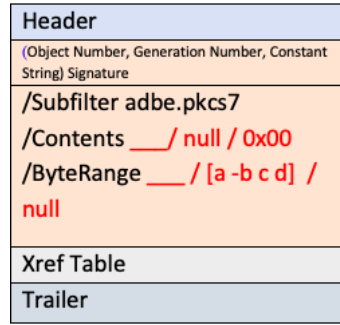 Header
(Object Number, Generation Number, Constant
String) Signature
/Subfilter adbe.pkcs7
/Contents ___/ null / 0x00
/ByteRange ___ / [a -b c d] /
null
Xref Table
Trailer